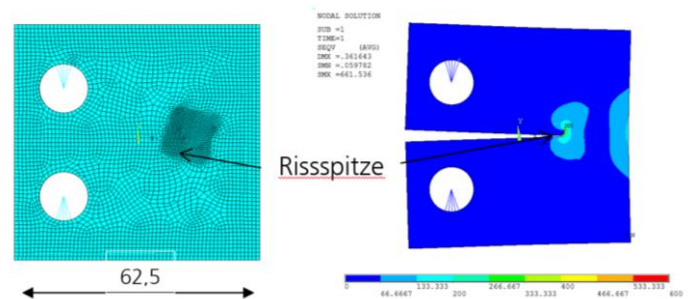 NODAL SOLUTION
SUB =1
TIME=1
SEQV (AVG)
DMX =.361643
SMN =.059782
SMX =661.536
Y
Rissspitze
62,5
0 133.333 266.667 400 533.333
66.6667 200 333.333 466.667 600